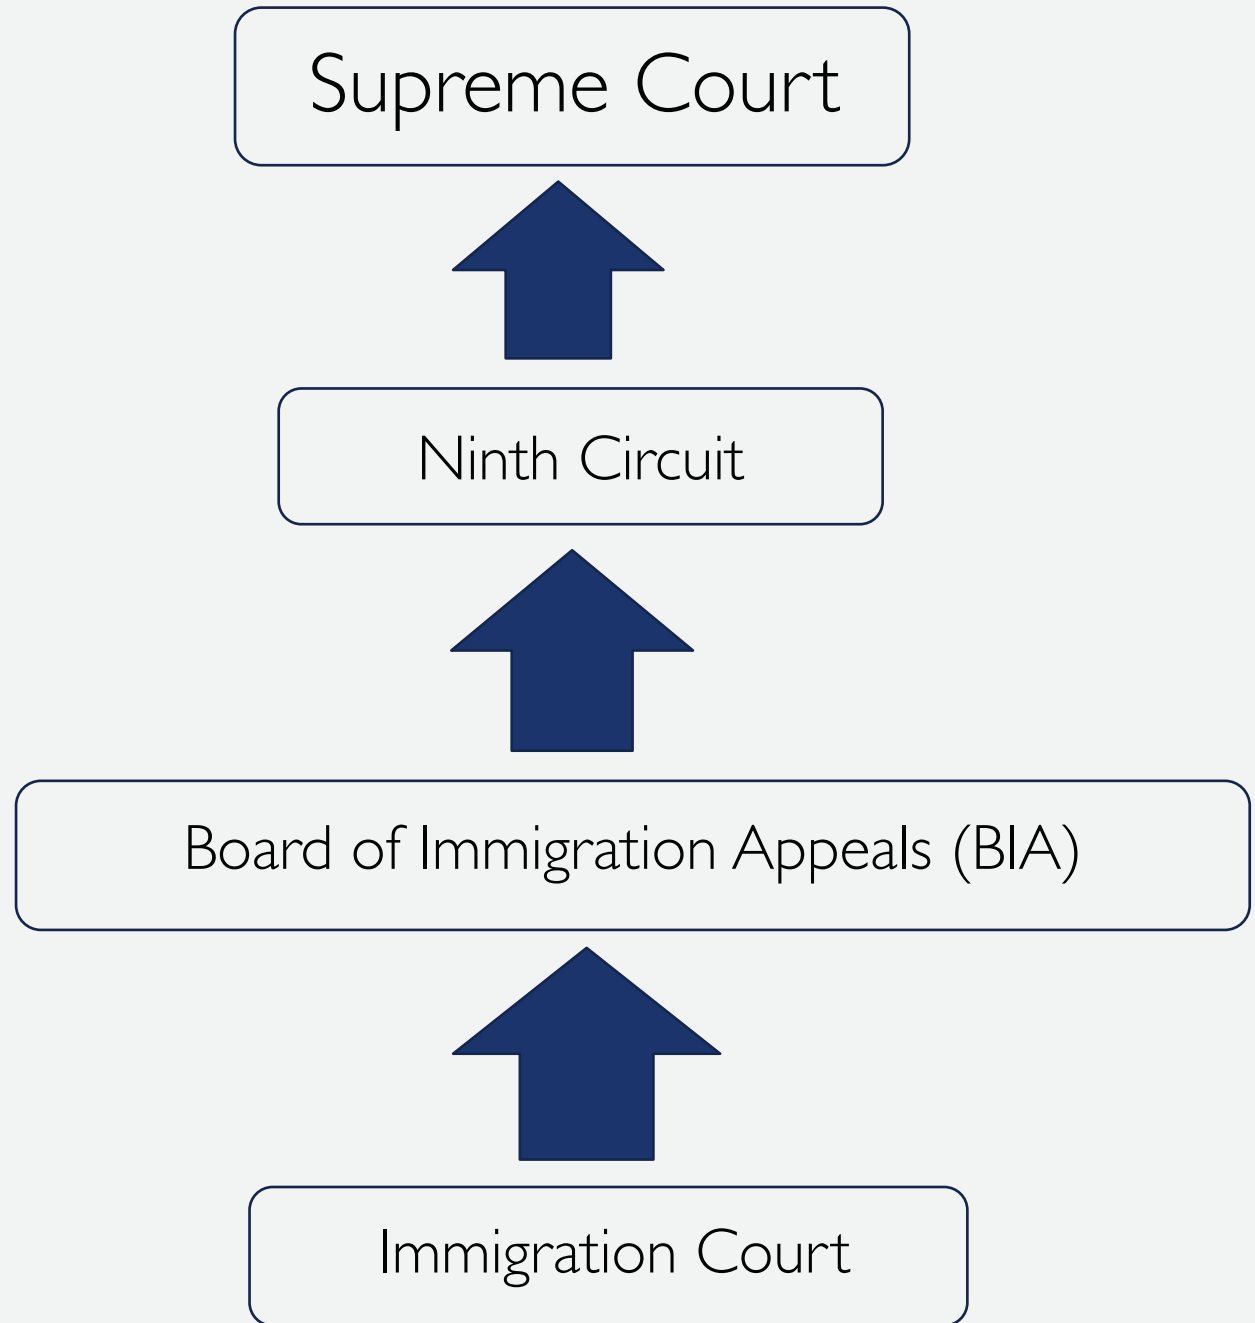 Supreme Court
Ninth Circuit
Board of Immigration Appeals (BIA)
Immigration Court